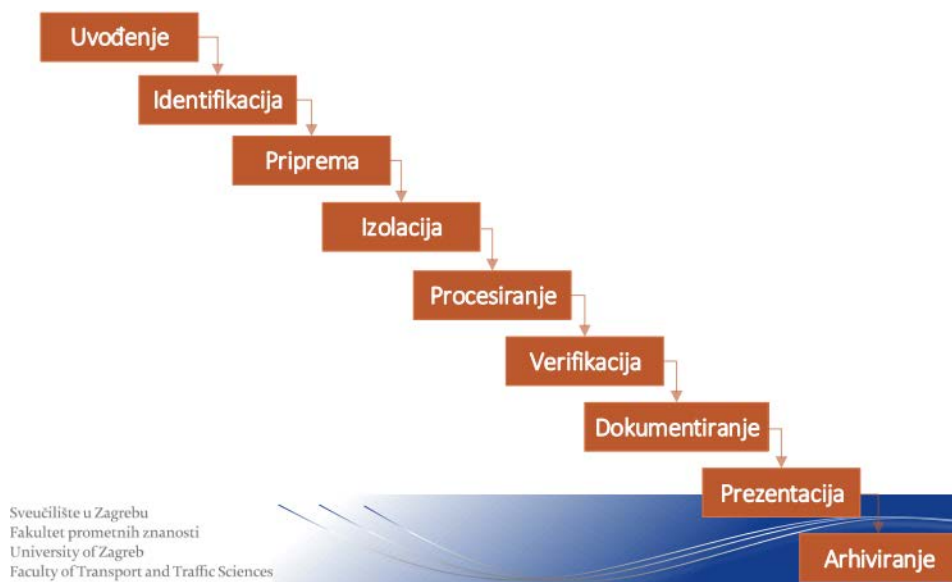 Uvođenje
Identifikacija
Priprema
Izolacija
Procesiranje
Verifikacija
Dokumentiranje
Prezentacija
Arhiviranje
Sveučilište u Zagrebu
Fakultet prometnih znanosti
University of Zagreb
Faculty of Transport and Traffic Sciences